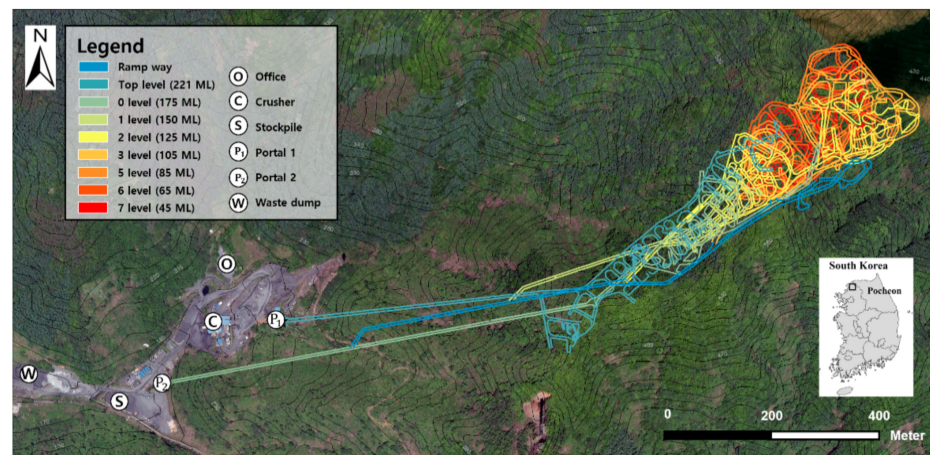 N
Legend
Ramp way
Top level (221 ML)
0 level (175 ML)
1 level (150 ML)
2 level (125 ML)
3 level (105 ML)
5 level (85 ML)
6 level (65 ML)
7 level (45 ML)
O Office
C Crusher
S Stockpile
P1 Portal 1
P2 Portal 2
W Waste dump
O
C
P1
P2
W
S
South Korea
Pocheon
0 200 400
Meter